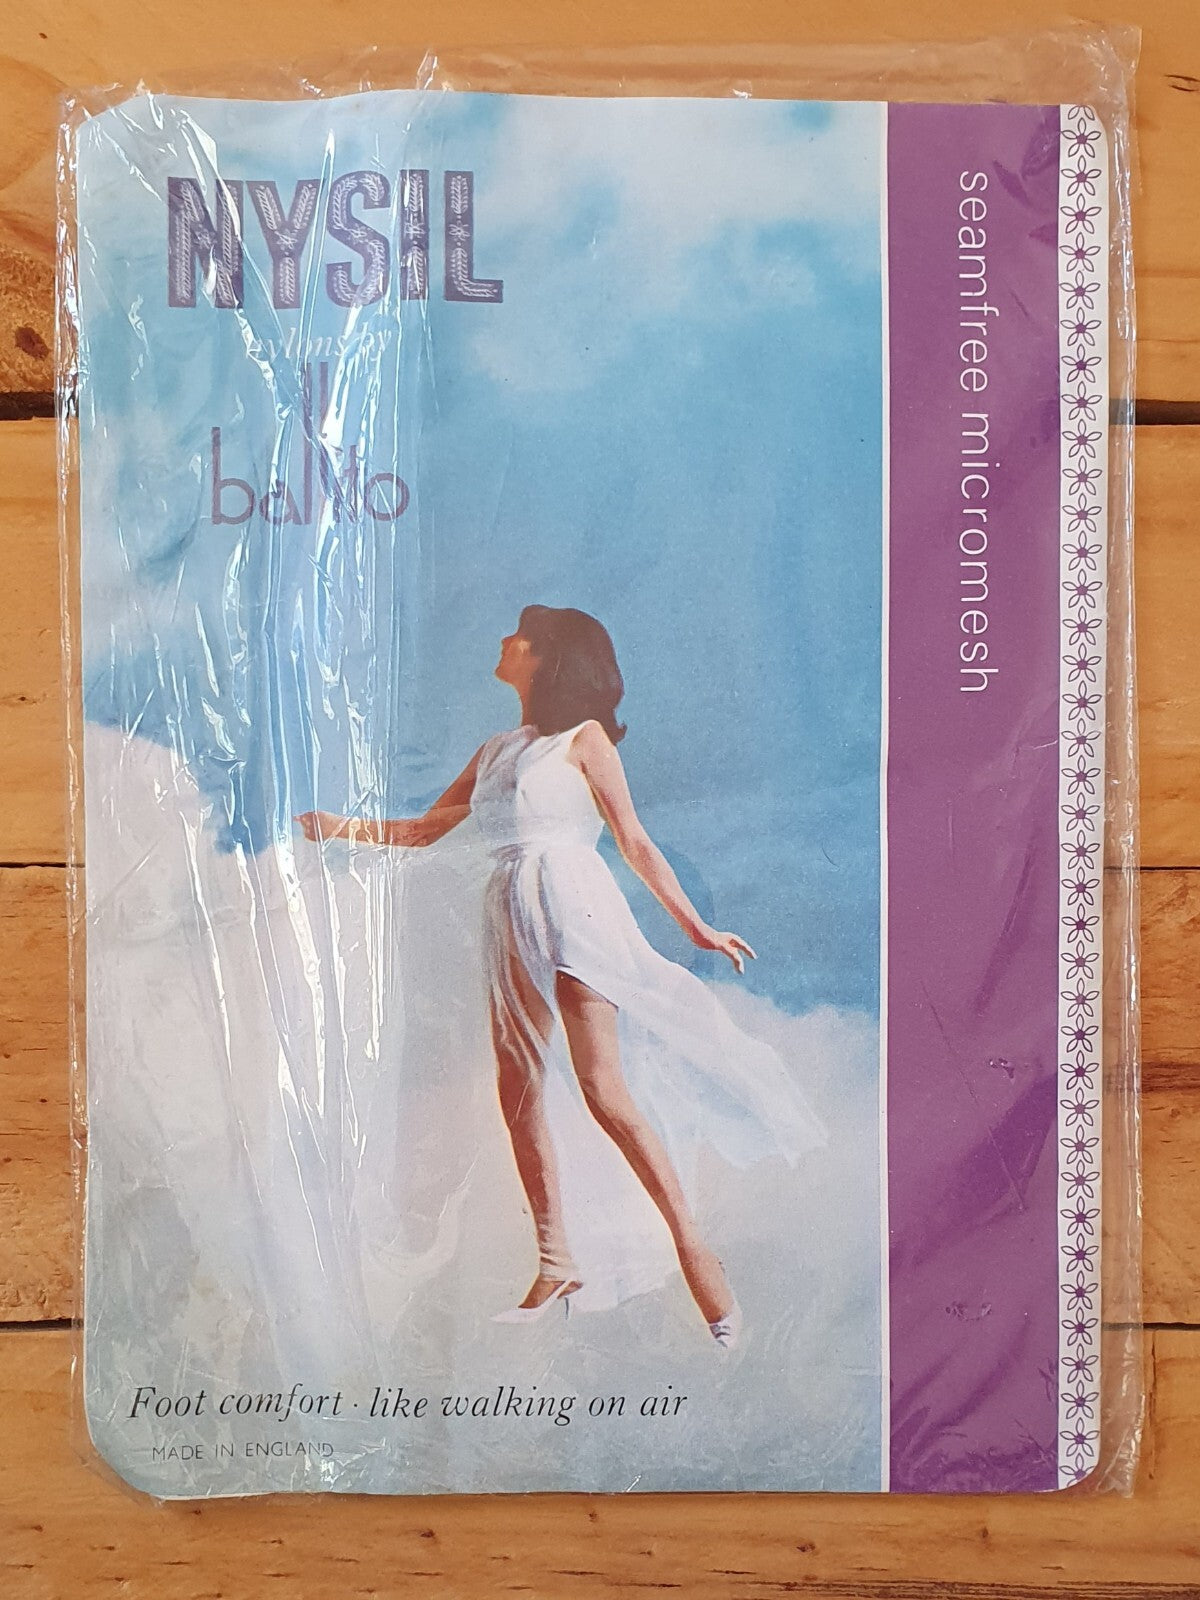 NYSIL
nylons by
ballito
seamfree micromesh
Foot comfort · like walking on air
MADE IN ENGLAND